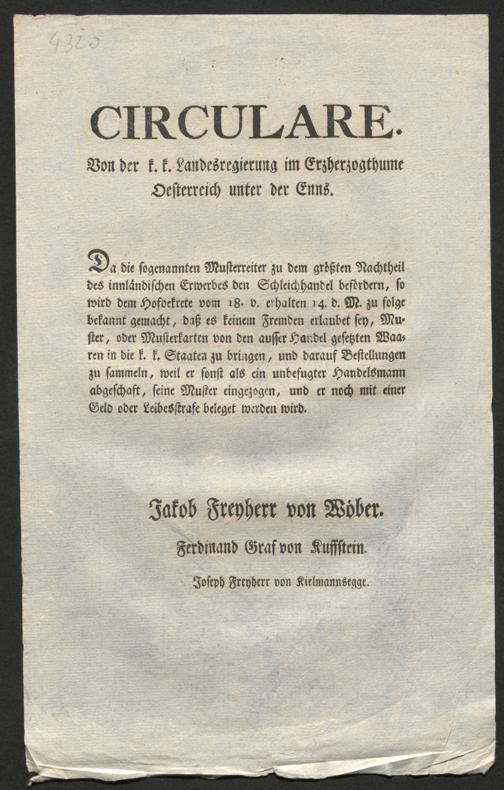 4320
CIRCULARE.
Von der k. k. Landesregierung im Erzherzogthume
Oesterreich unter der Enns.
Da die sogenannten Musterreiter zu dem größten Nachtheil
des innländischen Erwerbes den Schleichhandel befördern, so
wird dem Hofdekrete vom 18. v. erhalten 14. d. M. zu folge
bekannt gemacht, daß es keinem Fremden erlaubet sey, Mu-
ster, oder Musterkarten von den ausser Handel gesetzten Waa-
ren in die k. k. Staaten zu bringen, und darauf Bestellungen
zu sammeln, weil er sonst als ein unbefugter Handelsmann
abgeschaft, seine Muster eingezogen, und er noch mit einer
Geld oder Leibesstrafe beleget werden wird.
Jakob Freyherr von Wöber.
Ferdinand Graf von Kuffstein.
Joseph Freyherr von Kielmannsegge.